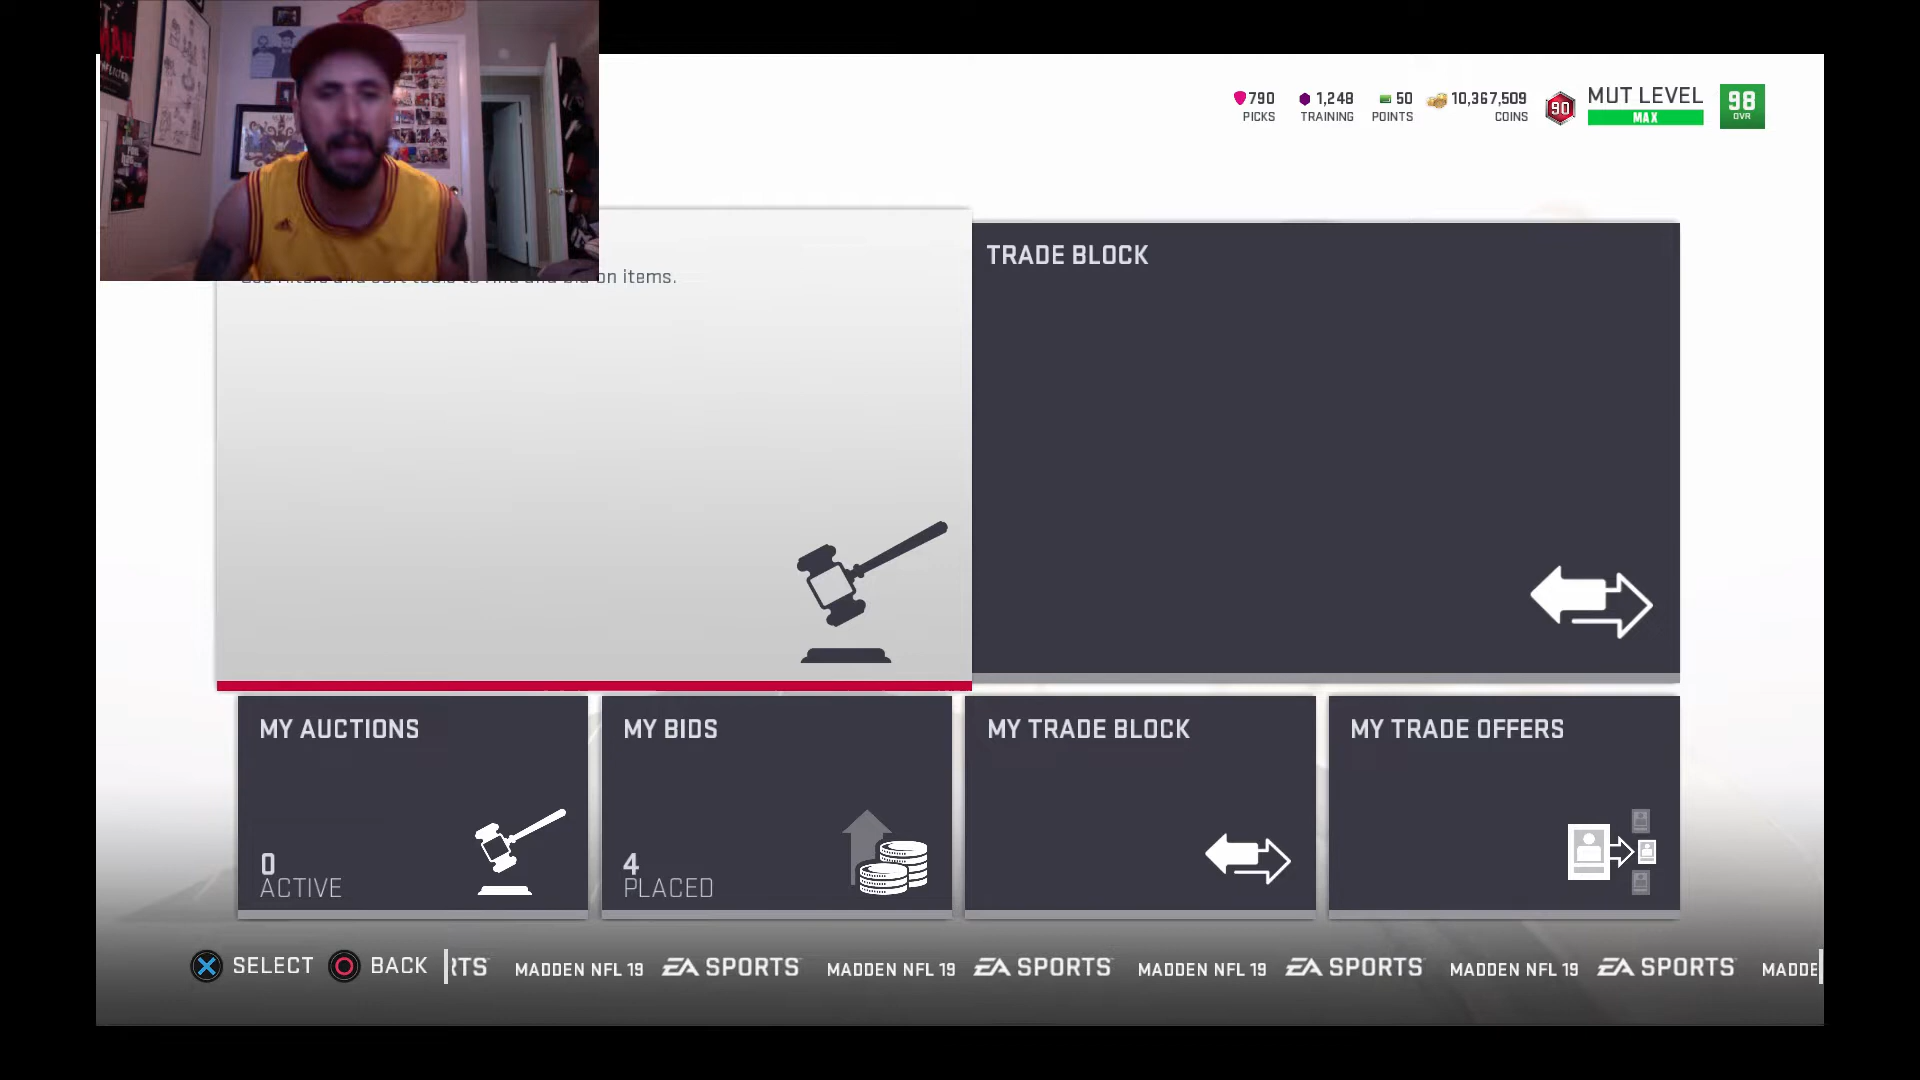 790 1,248 50 10,367,509 90 MUT LEVEL 98
PICKS TRAINING POINTS COINS MAX OVR
on items.
TRADE BLOCK
MY AUCTIONS
0
ACTIVE
MY BIDS
4
PLACED
MY TRADE BLOCK
MY TRADE OFFERS
SELECT BACK RTS MADDEN NFL 19 EA SPORTS MADDEN NFL 19 EA SPORTS MADDEN NFL 19 EA SPORTS MADDEN NFL 19 EA SPORTS MADDE